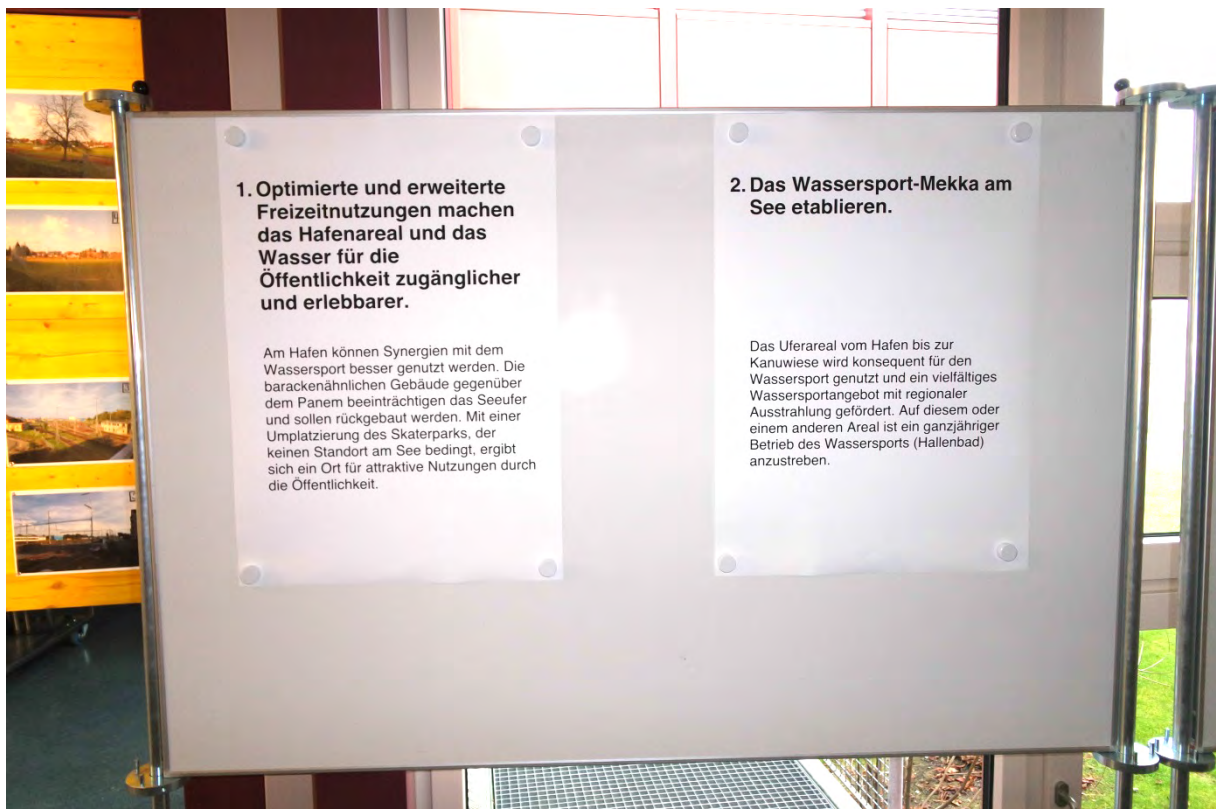 1. Optimierte und erweiterte
Freizeitnutzungen machen
das Hafenareal und das
Wasser für die
Öffentlichkeit zugänglicher
und erlebbarer.
Am Hafen können Synergien mit dem
Wassersport besser genutzt werden. Die
barackenähnlichen Gebäude gegenüber
dem Panem beeinträchtigen das Seeufer
und sollen rückgebaut werden. Mit einer
Umplatzierung des Skaterparks, der
keinen Standort am See bedingt, ergibt
sich ein Ort für attraktive Nutzungen durch
die Öffentlichkeit.
2. Das Wassersport-Mekka am
See etablieren.
Das Uferareal vom Hafen bis zur
Kanuwiese wird konsequent für den
Wassersport genutzt und ein vielfältiges
Wassersportangebot mit regionaler
Ausstrahlung gefördert. Auf diesem oder
einem anderen Areal ist ein ganzjähriger
Betrieb des Wassersports (Hallenbad)
anzustreben.